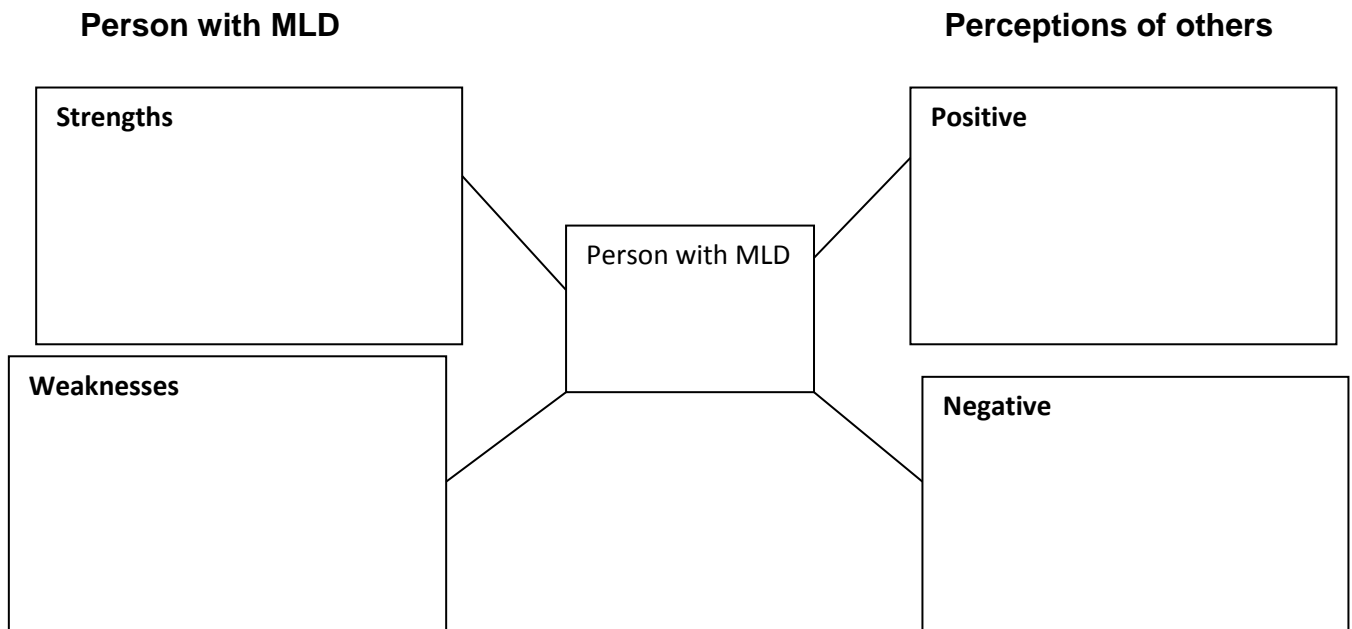 Person with MLD
Perceptions of others
Strengths
Positive
Person with MLD
Weaknesses
Negative